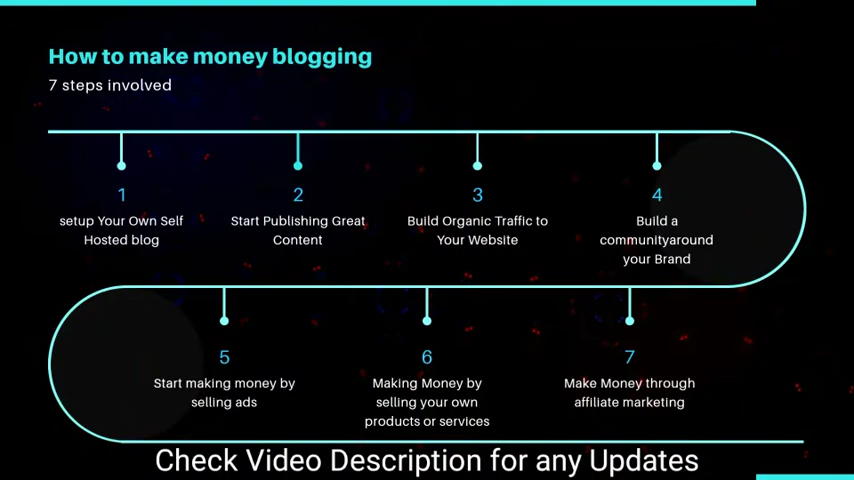 How to make money blogging
7 steps involved
1
setup Your Own Self
Hosted blog
2
Start Publishing Great
Content
3
Build Organic Traffic to
Your Website
4
Build a
communityaround
your Brand
5
Start making money by
selling ads
6
Making Money by
selling your own
products or services
7
Make Money through
affiliate marketing
Check Video Description for any Updates